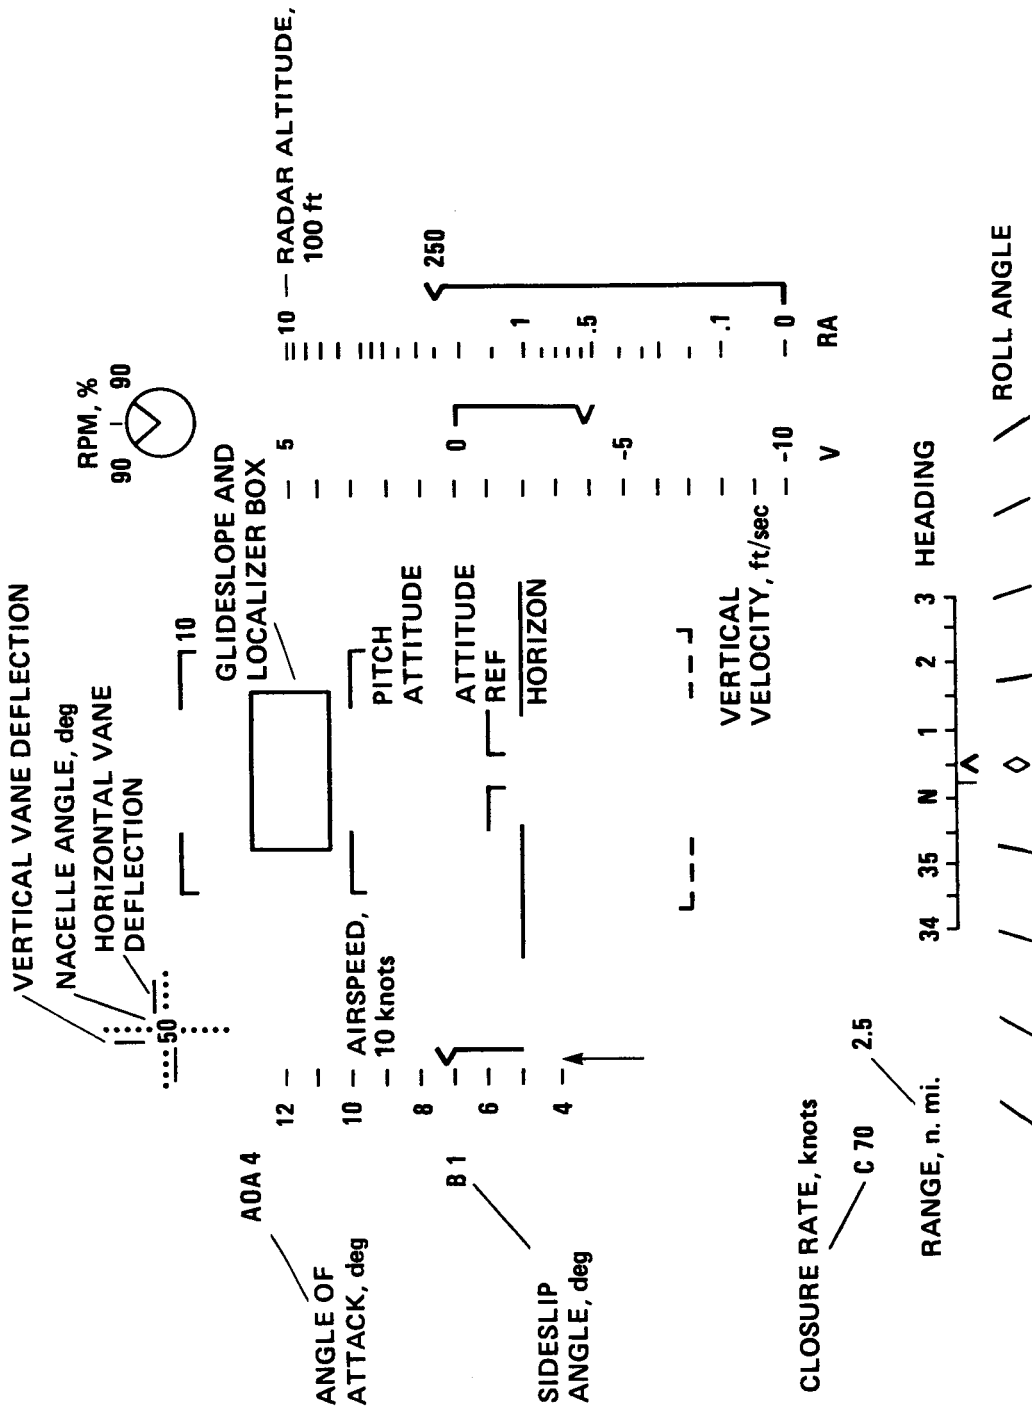 VERTICAL VANE DEFLECTION
NACELLE ANGLE, deg
HORIZONTAL VANE
DEFLECTION
50
RPM, %
90
90
10
GLIDESLOPE AND
LOCALIZER BOX
A0A 4
ANGLE OF
ATTACK, deg
12
10
8
6
4
AIRSPEED,
10 knots
PITCH
ATTITUDE
ATTITUDE
REF
HORIZON
B 1
SIDESLIP
ANGLE, deg
5
0
-5
-10
V
VERTICAL
VELOCITY, ft/sec
10
RADAR ALTITUDE,
100 ft
250
1
.5
.1
0
RA
CLOSURE RATE, knots
C 70
2.5
RANGE, n. mi.
34
35
N
1
2
3
HEADING
ROLL ANGLE